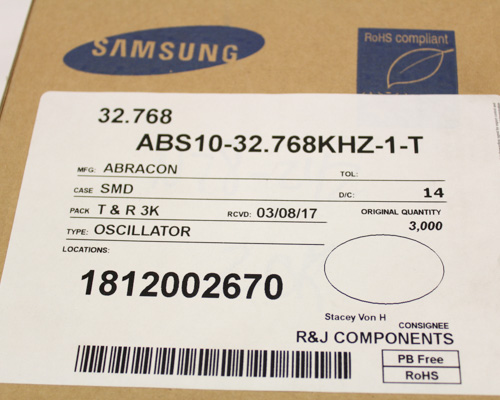 SAMSUNG
RoHS compliant
32.768
ABS10-32.768KHZ-1-T
MFG: ABRACON
TOL:
CASE SMD
D/C: 14
PACK T & R 3K
RCVD: 03/08/17
ORIGINAL QUANTITY
3,000
TYPE: OSCILLATOR
LOCATIONS:
1812002670
Stacey Von H
CONSIGNEE
R&J COMPONENTS
PB Free
RoHS